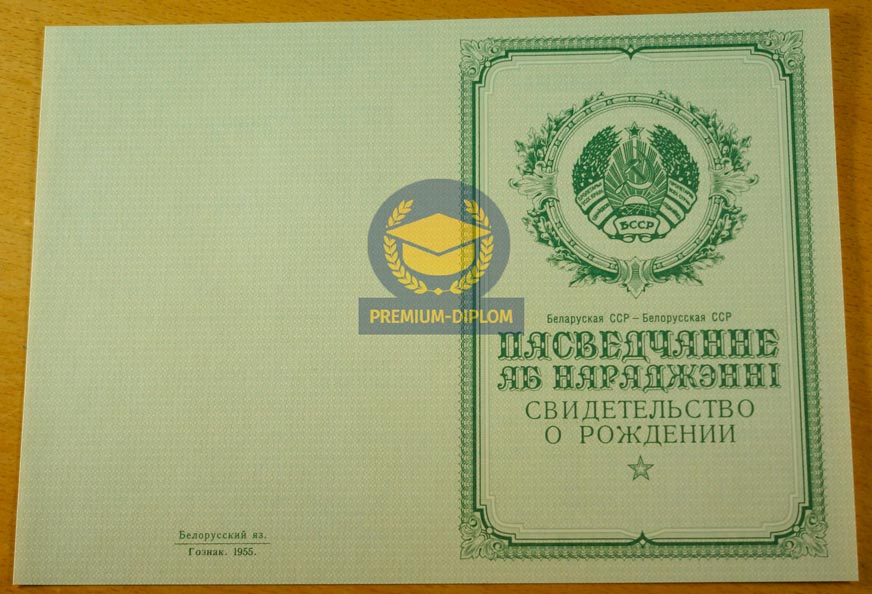 БССР
Беларуская ССР – Белорусская ССР
ПАСВЕДЧАННЕ
АБ НАРАДЖЭННІ
СВИДЕТЕЛЬСТВО
О РОЖДЕНИИ
PREMIUM-DIPLOM
Белорусский яз.
Гознак. 1955.